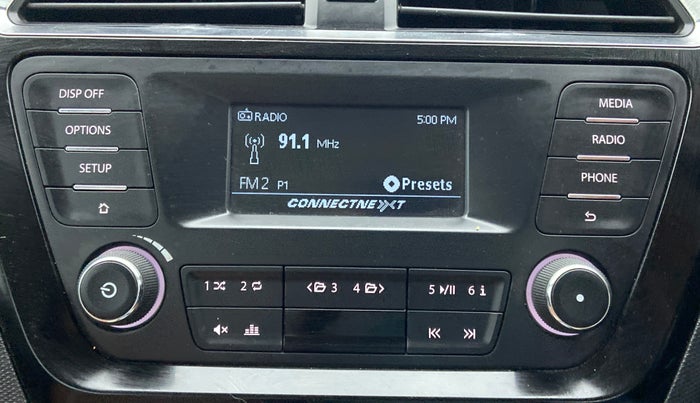 DISP OFF
OPTIONS
SETUP
RADIO 5:00 PM
91.1 MHz
FM 2 P1 Presets
CONNECTNEXT
MEDIA
RADIO
PHONE
1 2 3 4 5 6 i